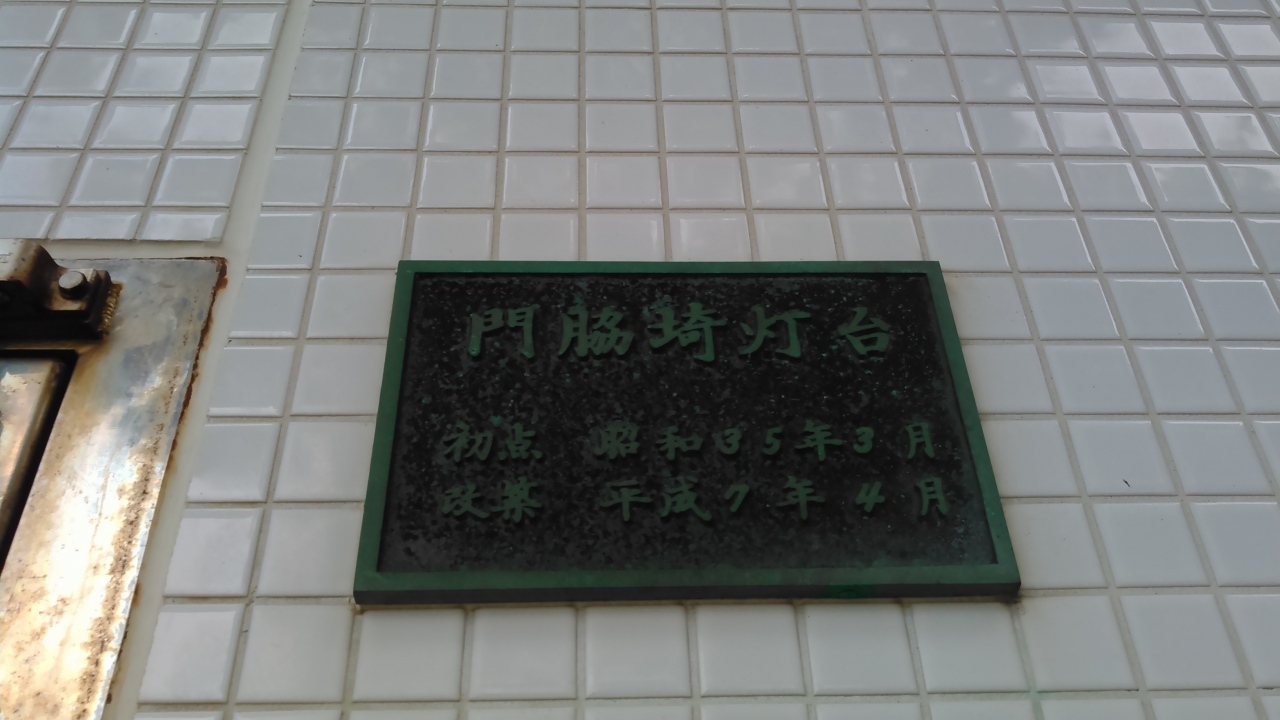 門脇埼灯台
初点 昭和35年3月
改築 平成7年4月